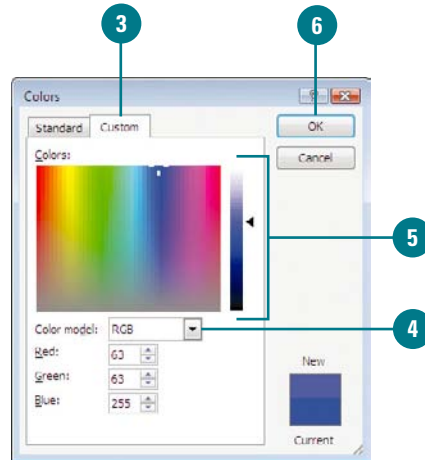 3
6
Colors
Standard
Custom
OK
Cancel
Colors:
5
4
Color model: RGB
Red: 63
Green: 63
Blue: 255
New
Current